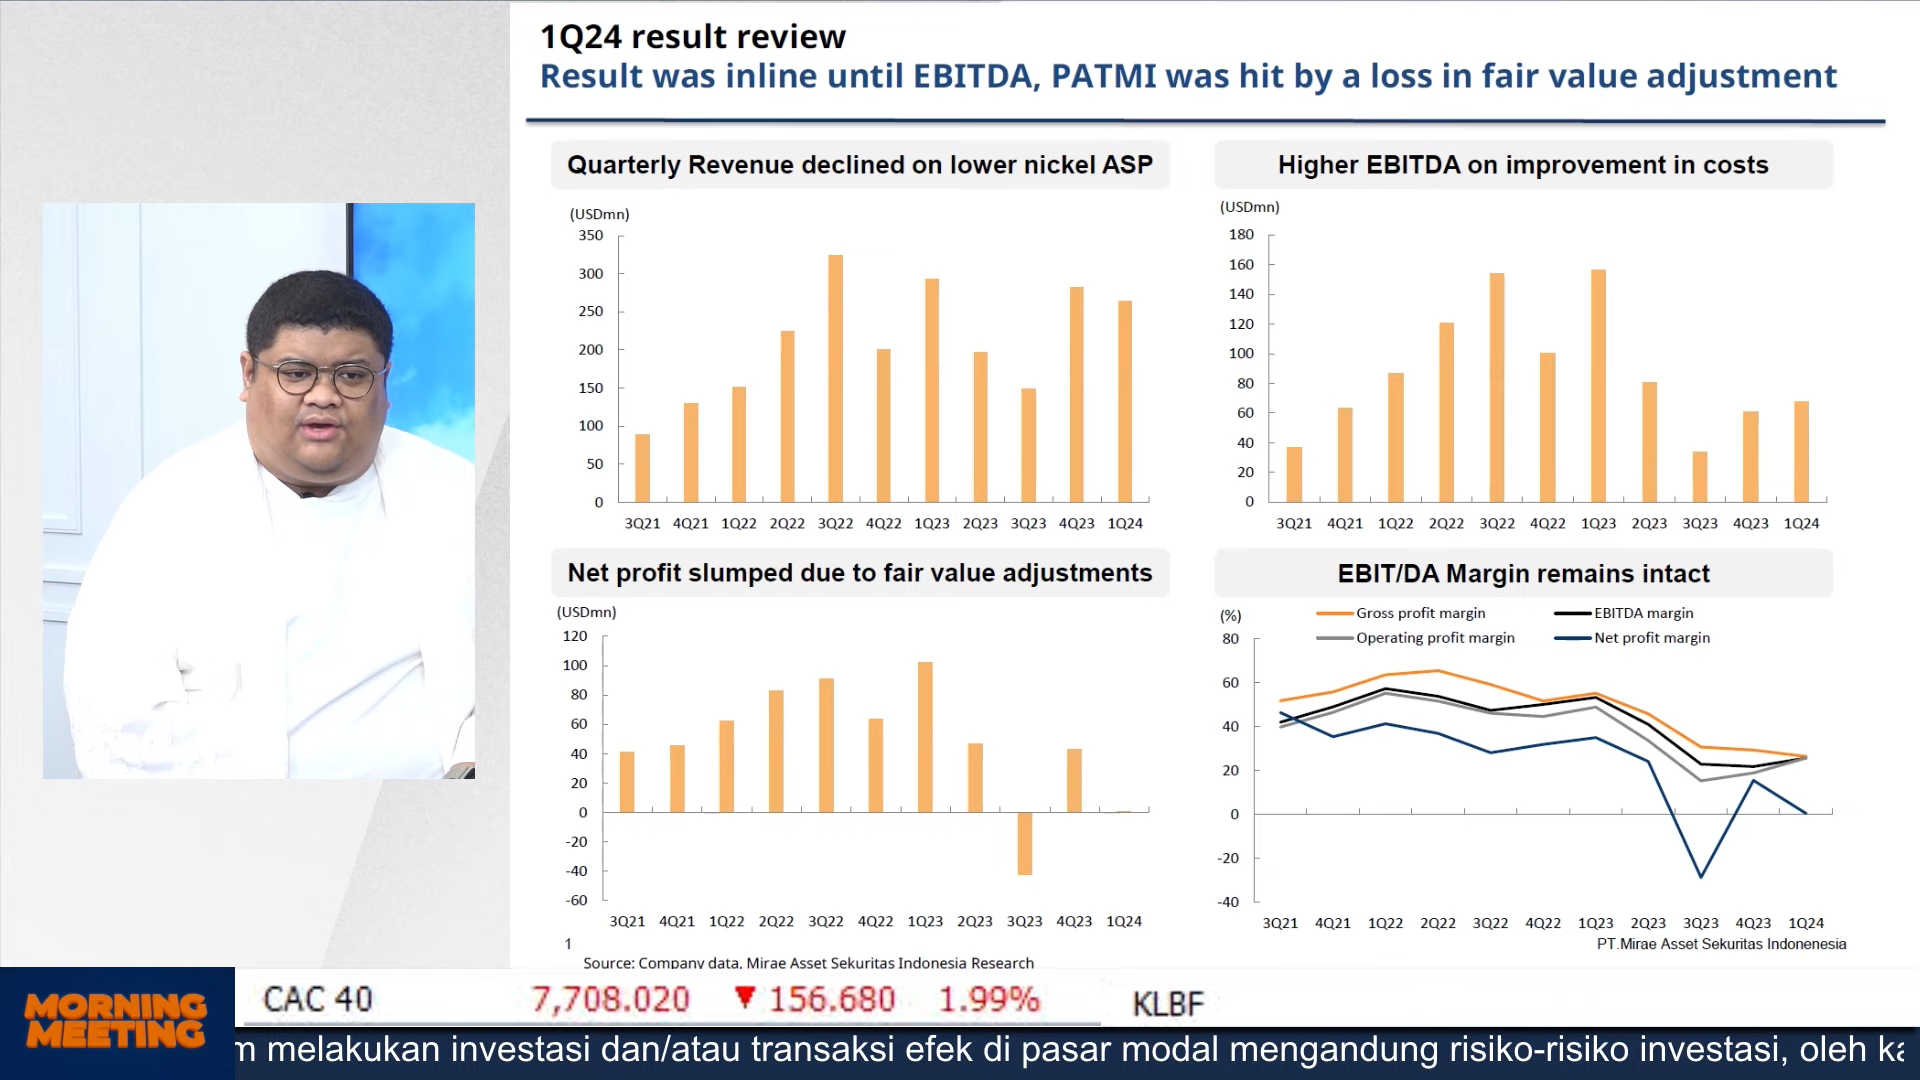 1Q24 result review
Result was inline until EBITDA, PATMI was hit by a loss in fair value adjustment
Quarterly Revenue declined on lower nickel ASP
(USDmn)
350
300
250
200
150
100
50
0
3Q21 4Q21 1Q22 2Q22 3Q22 4Q22 1Q23 2Q23 3Q23 4Q23 1Q24
Higher EBITDA on improvement in costs
(USDmn)
180
160
140
120
100
80
60
40
20
0
3Q21 4Q21 1Q22 2Q22 3Q22 4Q22 1Q23 2Q23 3Q23 4Q23 1Q24
Net profit slumped due to fair value adjustments
(USDmn)
120
100
80
60
40
20
0
-20
-40
-60
3Q21 4Q21 1Q22 2Q22 3Q22 4Q22 1Q23 2Q23 3Q23 4Q23 1Q24
EBIT/DA Margin remains intact
(%)
Gross profit margin EBITDA margin
Operating profit margin Net profit margin
80
60
40
20
0
-20
-40
3Q21 4Q21 1Q22 2Q22 3Q22 4Q22 1Q23 2Q23 3Q23 4Q23 1Q24
1
PT.Mirae Asset Sekuritas Indonenesia
Source: Company data, Mirae Asset Sekuritas Indonesia Research
MORNING
MEETING
CAC 40 7,708.020 ▼ 156.680 1.99% KLBF
m melakukan investasi dan/atau transaksi efek di pasar modal mengandung risiko-risiko investasi, oleh ka